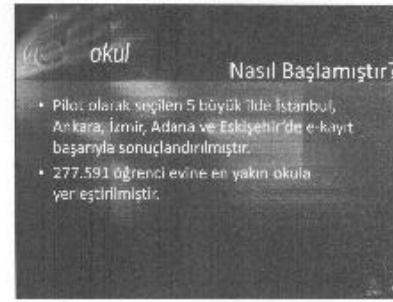 okul
Nasıl Başlamıştır?
• Pilot olarak seçilen 5 büyük ilde İstanbul,
Ankara, İzmir, Adana ve Eskişehir'de e-kayıt
başarıyla sonuçlandırılmıştır.
• 277.591 öğrenci evine en yakın okula
yerleştirilmiştir.